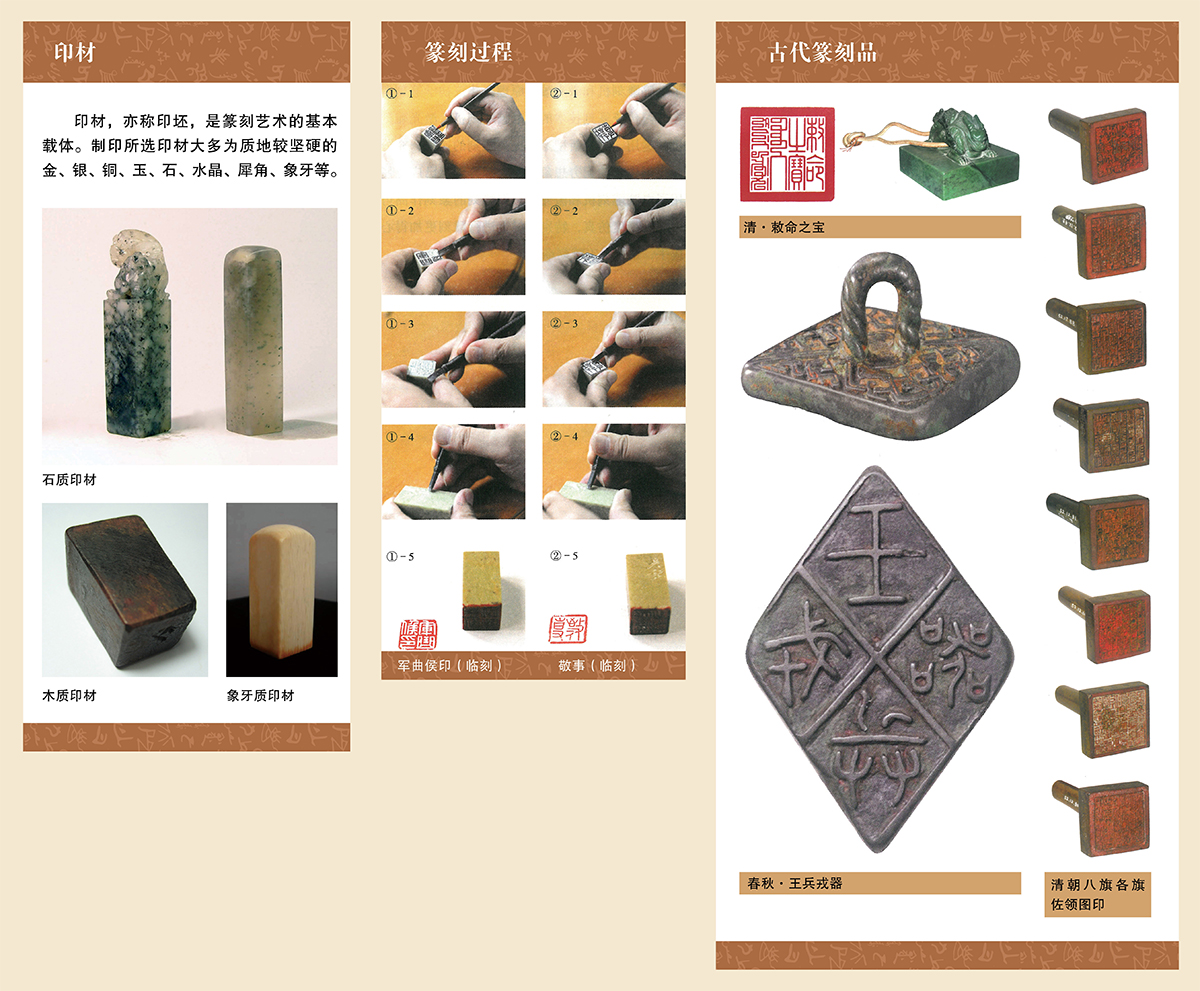 印材
印材，亦称印坯，是篆刻艺术的基本
载体。制印所选印材大多为质地较坚硬的
金、银、铜、玉、石、水晶、犀角、象牙等。
石质印材
木质印材
象牙质印材
篆刻过程
①-1
②-1
①-2
②-2
①-3
②-3
①-4
②-4
①-5
②-5
军曲侯印（临刻）
敬事（临刻）
古代篆刻品
敕命
之寳
清·敕命之宝
王
兵
戎
器
春秋·王兵戎器
清朝八旗各旗
佐领图印